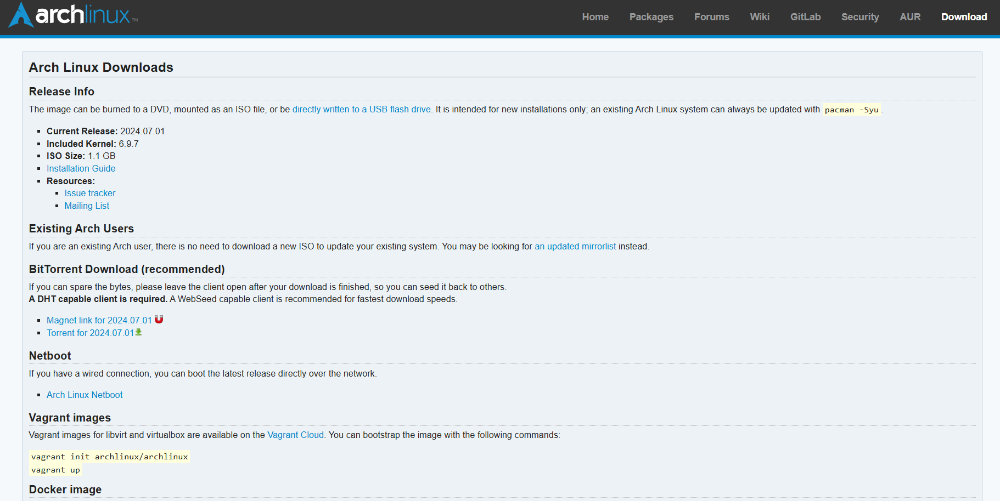 archlinux™
Home Packages Forums Wiki GitLab Security AUR Download
Arch Linux Downloads
Release Info
The image can be burned to a DVD, mounted as an ISO file, or be directly written to a USB flash drive. It is intended for new installations only; an existing Arch Linux system can always be updated with pacman -Syu.
Current Release: 2024.07.01
Included Kernel: 6.9.7
ISO Size: 1.1 GB
Installation Guide
Resources:
Issue tracker
Mailing List
Existing Arch Users
If you are an existing Arch user, there is no need to download a new ISO to update your existing system. You may be looking for an updated mirrorlist instead.
BitTorrent Download (recommended)
If you can spare the bytes, please leave the client open after your download is finished, so you can seed it back to others.
A DHT capable client is required. A WebSeed capable client is recommended for fastest download speeds.
Magnet link for 2024.07.01
Torrent for 2024.07.01
Netboot
If you have a wired connection, you can boot the latest release directly over the network.
Arch Linux Netboot
Vagrant images
Vagrant images for libvirt and virtualbox are available on the Vagrant Cloud. You can bootstrap the image with the following commands:
vagrant init archlinux/archlinux
vagrant up
Docker image